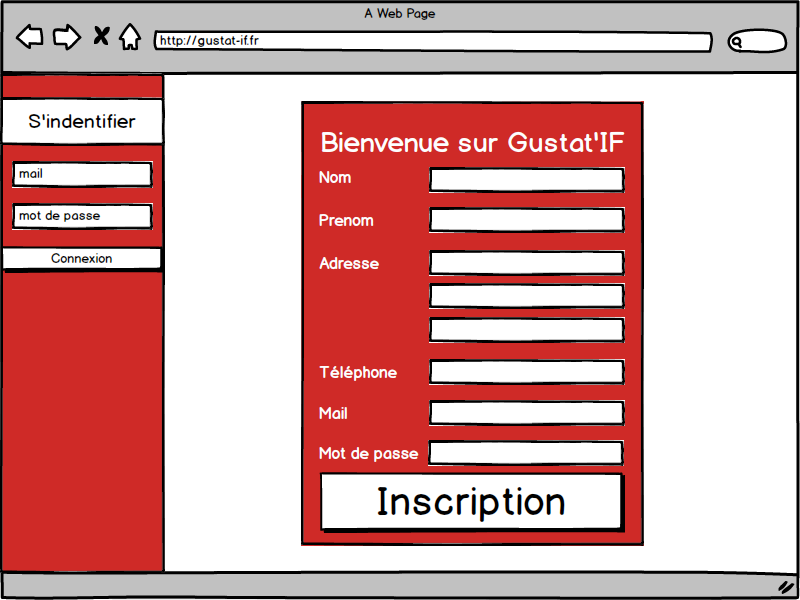 A Web Page
http://gustat-if.fr
S'indentifier
mail
mot de passe
Connexion
Bienvenue sur Gustat'IF
Nom
Prenom
Adresse
Téléphone
Mail
Mot de passe
Inscription